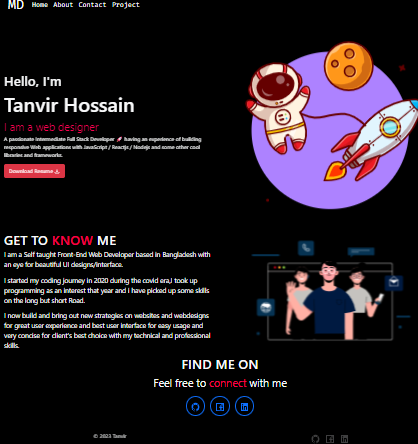 MD Home About Contact Project
Hello, I'm
Tanvir Hossain
I am a web designer
A passionate Intermediate Full Stack Developer 🚀 having an experience of building
responsive Web applications with JavaScript / Reactjs / Nodejs and some other cool
libraries and frameworks.
Download Resume
GET TO KNOW ME
I am a Self taught Front-End Web Developer based in Bangladesh with
an eye for beautiful UI designs/interface.
I started my coding journey in 2020 during the covid era,I took up
programming as an interest that year and i have picked up some skills
on the long but short Road.
I now build and bring out new strategies on websites and webdesigns
for great user experience and best user interface for easy usage and
very concise for client's best choice with my technical and professional
skills.
FIND ME ON
Feel free to connect with me
© 2023 Tanvir